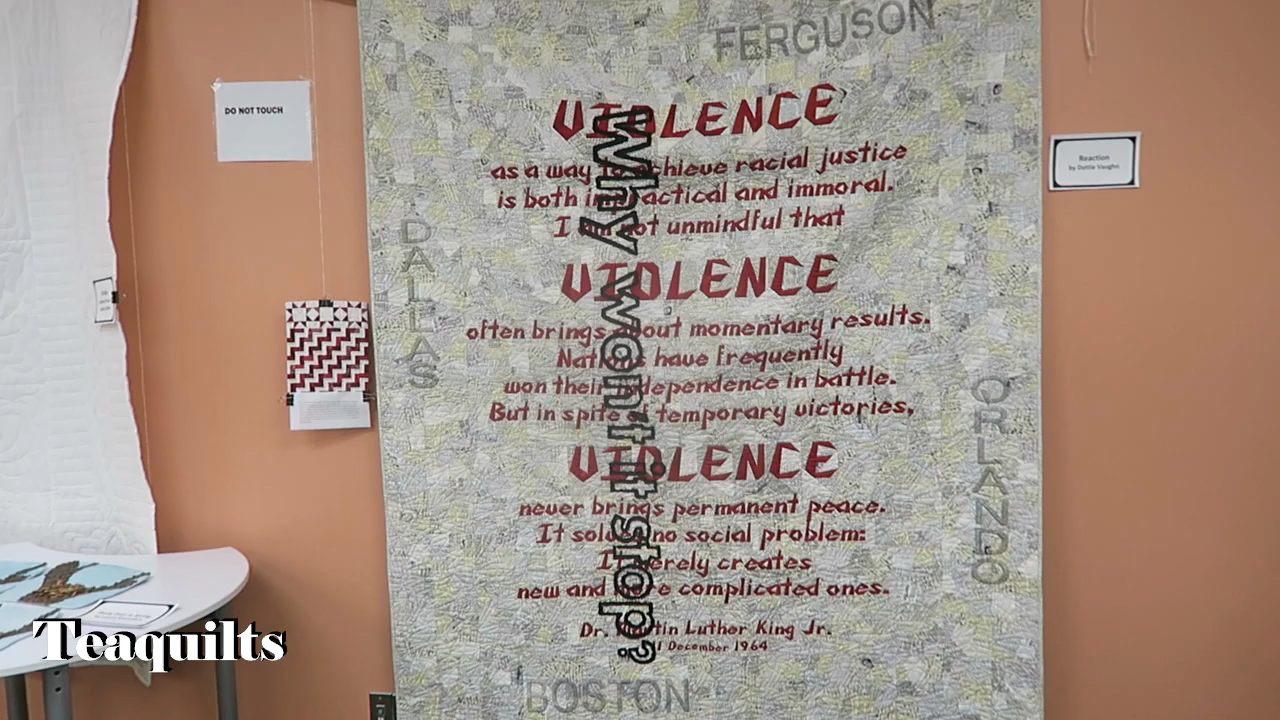 FERGUSON
DO NOT TOUCH
Reaction
by Dottie Vaughn
VIOLENCE
as a way to achieve racial justice
is both impractical and immoral.
I am not unmindful that
VIOLENCE
often brings about momentary results.
Nations have frequently
won their independence in battle.
But in spite of temporary victories,
VIOLENCE
never brings permanent peace.
It solves no social problem:
It merely creates
new and more complicated ones.
Dr. Martin Luther King Jr.
December 1964
Why won't it stop?
DALLAS
ORLANDO
BOSTON
Teaquilts